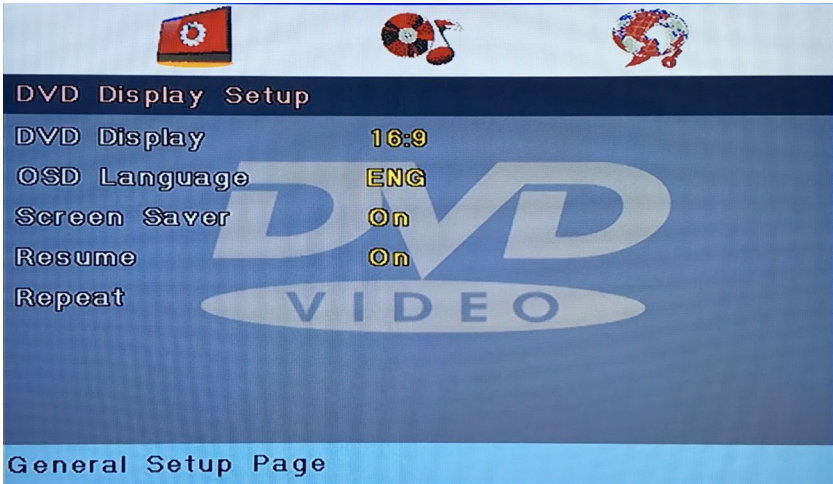 DVD Display Setup
DVD Display 16:9
OSD Language ENG
Screen Saver On
Resume On
Repeat
DVD
VIDEO
General Setup Page